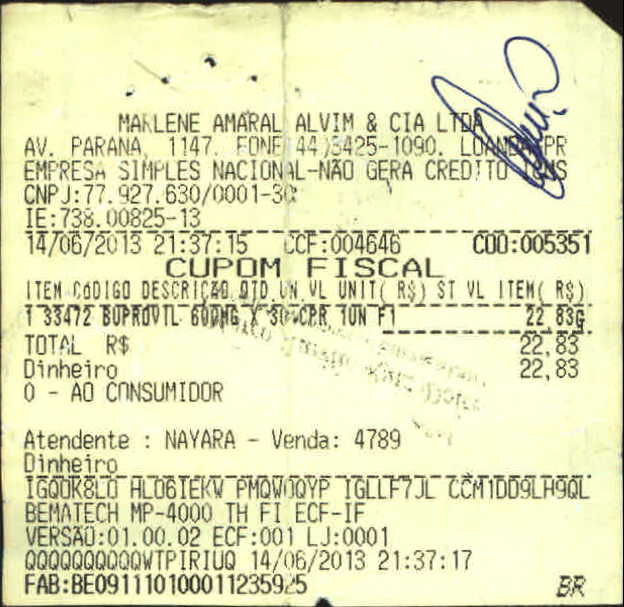 MARLENE AMARAL ALVIM & CIA LTDA
AV. PARANA, 1147. FONE(44)3425-1090. LOANDA-PR
EMPRESA SIMPLES NACIONAL-NÃO GERA CREDITO ICMS
CNPJ:77.927.630/0001-30
IE:738.00825-13
14/06/2013 21:37:15 CCF:004646 COO:005351
CUPOM FISCAL
ITEM CÓDIGO DESCRIÇÃO QTD UN VL UNIT( R$) ST VL ITEM( R$)
1 33472 BUPROVIL 600MG X 30 CPR 1UN F1 22,83G
TOTAL R$ 22,83
Dinheiro 22,83
0 - AO CONSUMIDOR
Atendente : NAYARA - Venda: 4789
Dinheiro
IGQOK8LO HLO6IEKW PMQWOQYP IGLLF7JL CCM1DD9LH9QL
BEMATECH MP-4000 TH FI ECF-IF
VERSÃO:01.00.02 ECF:001 LJ:0001
QQQQQQQQQQWTPIRIUQ 14/06/2013 21:37:17
FAB:BE091110100011235925 BR